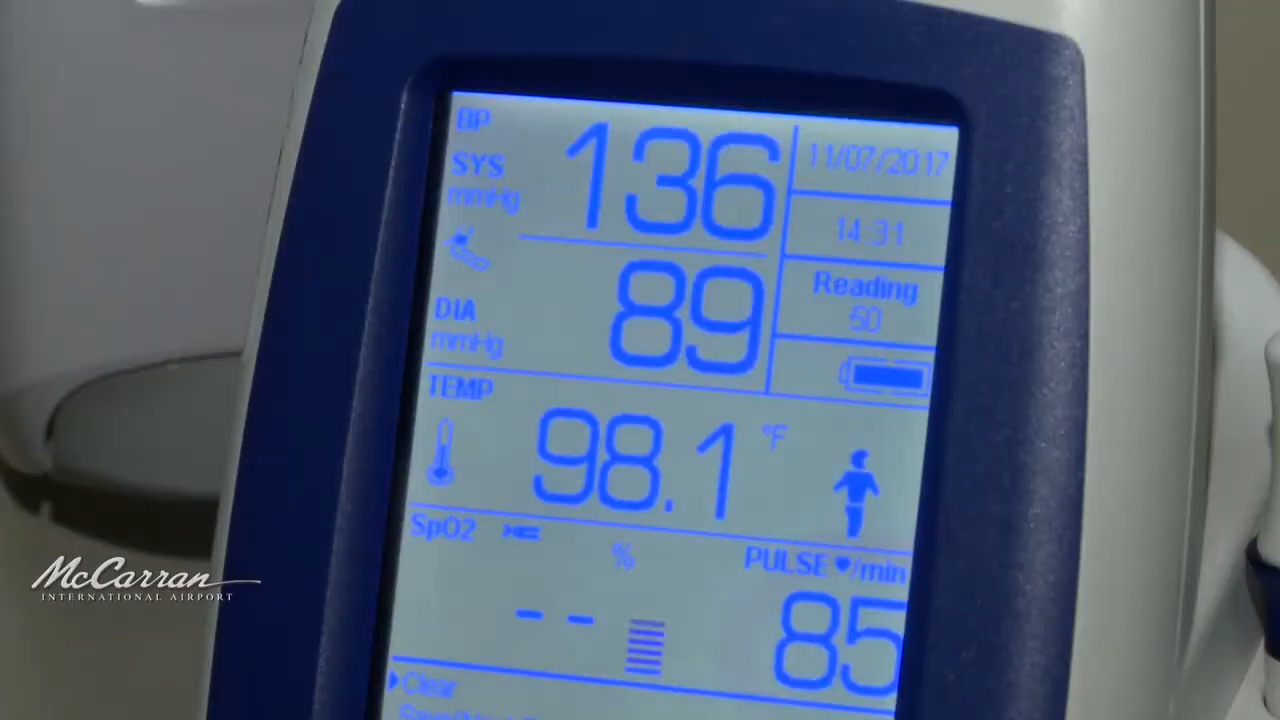 BP
136
11/07/2017
SYS
mmHg
14:31
Reading
50
89
DIA
mmHg
TEMP
98.1 °F
SpO2
%
PULSE /min
-- 85
Clear
McCarran
INTERNATIONAL AIRPORT